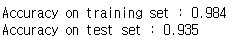 Accuracy on training set : 0.984
Accuracy on test set : 0.935